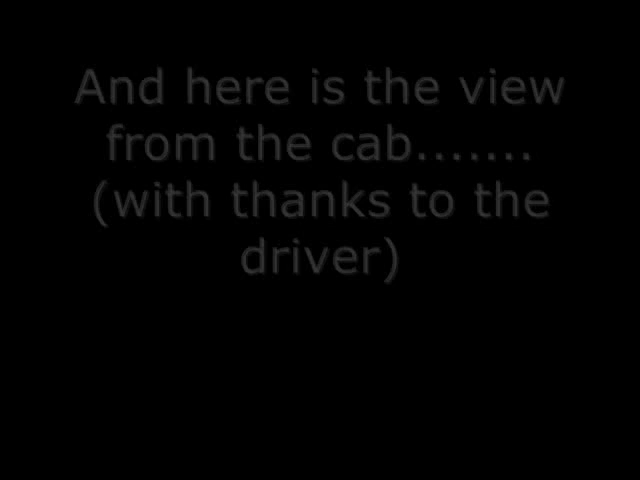 And here is the view
from the cab.......
(with thanks to the
driver)